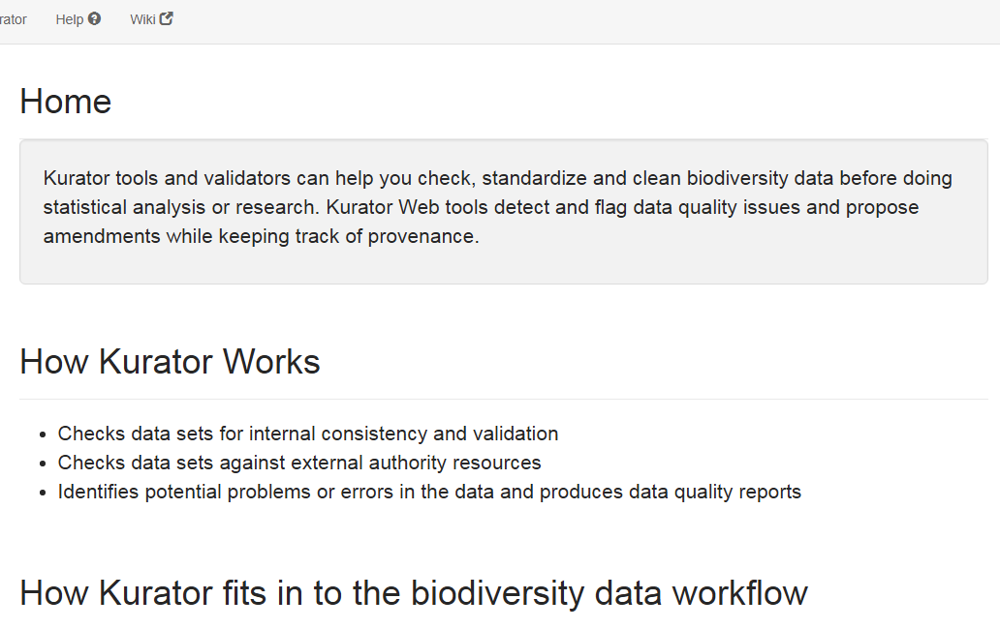 rator Help Wiki
Home
Kurator tools and validators can help you check, standardize and clean biodiversity data before doing
statistical analysis or research. Kurator Web tools detect and flag data quality issues and propose
amendments while keeping track of provenance.
How Kurator Works
Checks data sets for internal consistency and validation
Checks data sets against external authority resources
Identifies potential problems or errors in the data and produces data quality reports
How Kurator fits in to the biodiversity data workflow